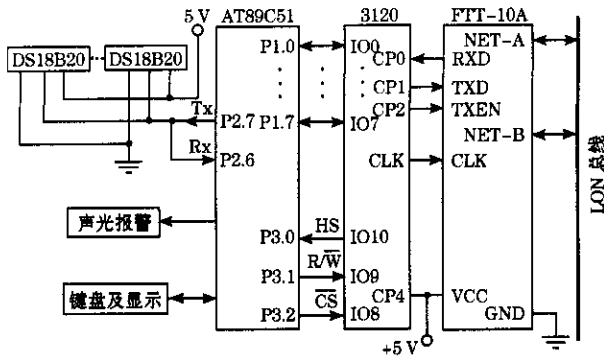 5 V AT89C51 3120 FTT-10A
DS18B20 DS18B20
P1.0 IO0 NET-A
CP0 RXD
CP1 TXD
Tx P2.7 P1.7 IO7 CP2 TXEN
NET-B
Rx P2.6 CLK CLK
声光报警
P3.0 HS IO10
P3.1 R/W̅ IO9
键盘及显示 CP4 VCC
P3.2 C̅S̅ IO8 GND
+5 V
LON 总线